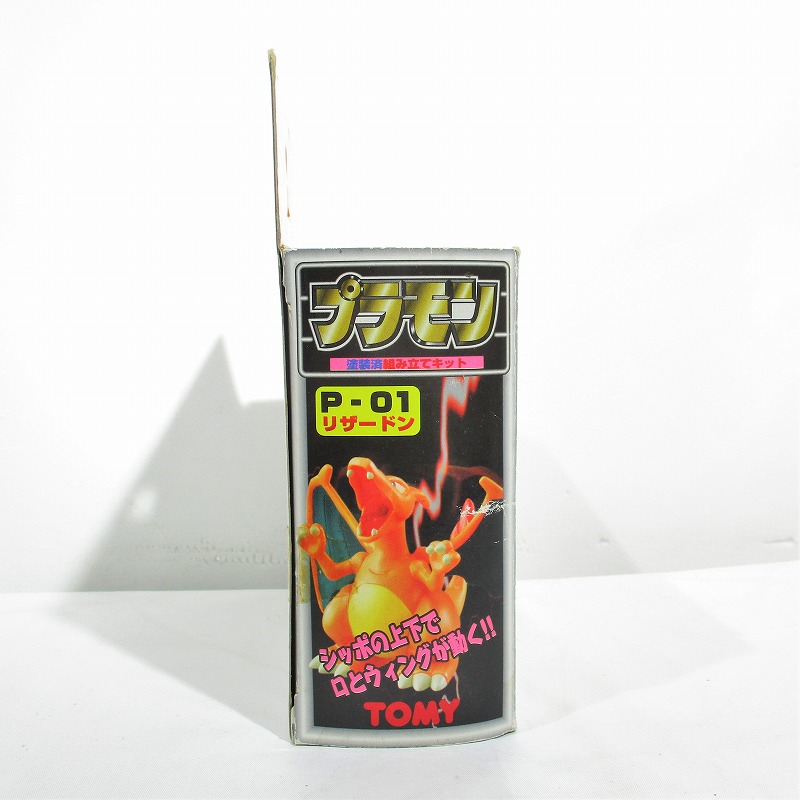 プラモン
塗装済組み立てキット
P-01
リザードン
シッポの上下で
口とウィングが動く!!
TOMY